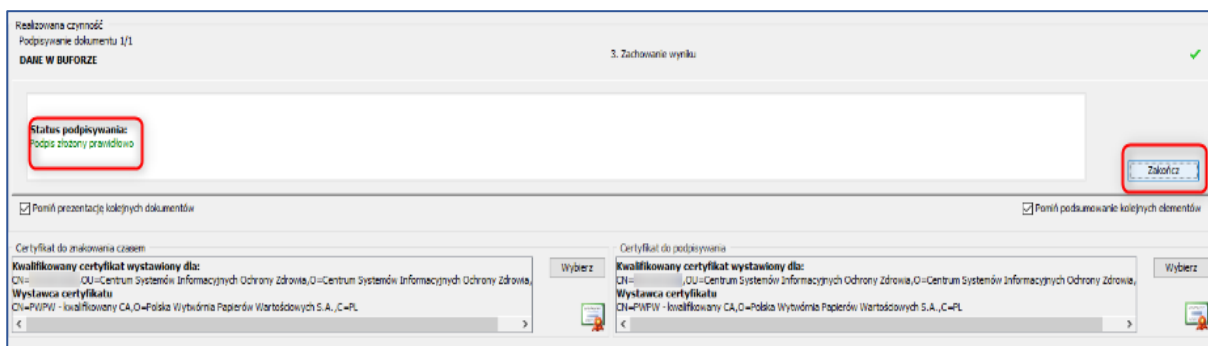 Realizowana czynność
Podpisywanie dokumentu 1/1
DANE W BUFORZE
3. Zachowanie wyniku
Status podpisywania:
Podpis złożony prawidłowo
Zakończ
Pomiń prezentację kolejnych dokumentów
Pomiń podsumowanie kolejnych elementów
Certyfikat do znakowania czasem
Kwalifikowany certyfikat wystawiony dla:
CN= ,OU=Centrum Systemów Informacyjnych Ochrony Zdrowia,O=Centrum Systemów Informacyjnych Ochrony Zdrowia,
Wystawca certyfikatu
CN=PWPW - kwalifikowany CA,O=Polska Wytwórnia Papierów Wartościowych S.A.,C=PL
Wybierz
Certyfikat do podpisywania
Kwalifikowany certyfikat wystawiony dla:
CN= ,OU=Centrum Systemów Informacyjnych Ochrony Zdrowia,O=Centrum Systemów Informacyjnych Ochrony Zdrowia,
Wystawca certyfikatu
CN=PWPW - kwalifikowany CA,O=Polska Wytwórnia Papierów Wartościowych S.A.,C=PL
Wybierz